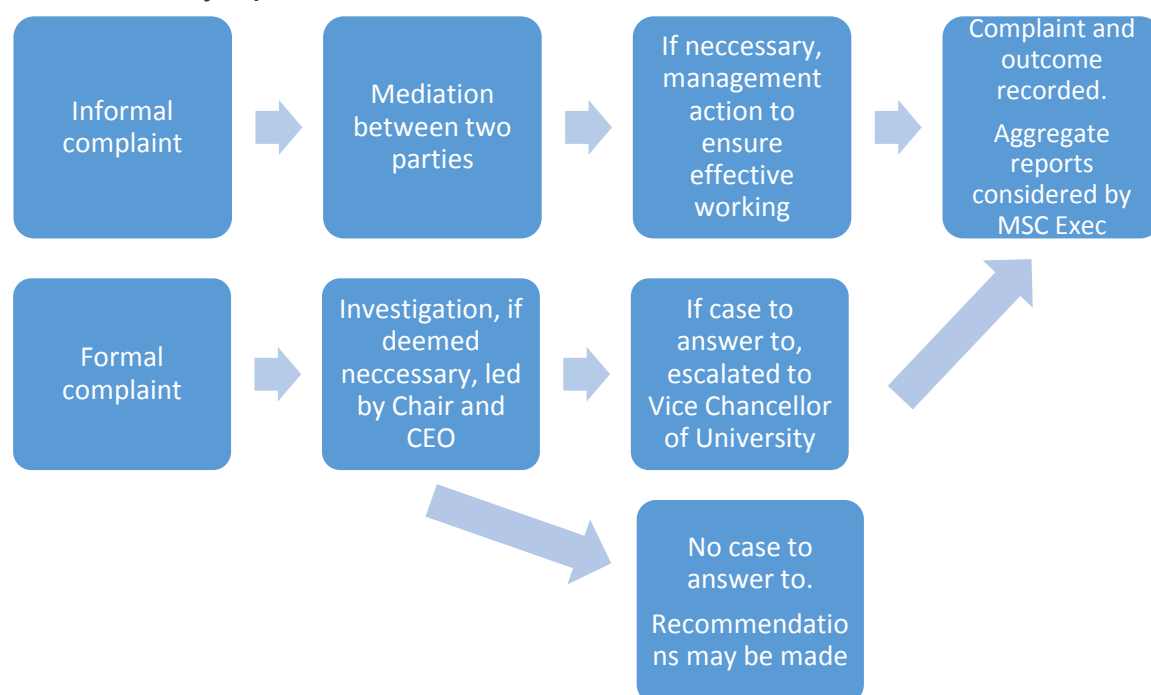 Informal
complaint
Mediation
between two
parties
If neccessary,
management
action to
ensure
effective
working
Complaint and
outcome
recorded.
Aggregate
reports
considered by
MSC Exec
Formal
complaint
Investigation, if
deemed
neccessary, led
by Chair and
CEO
If case to
answer to,
escalated to
Vice Chancellor
of University
No case to
answer to.
Recommendatio
ns may be made